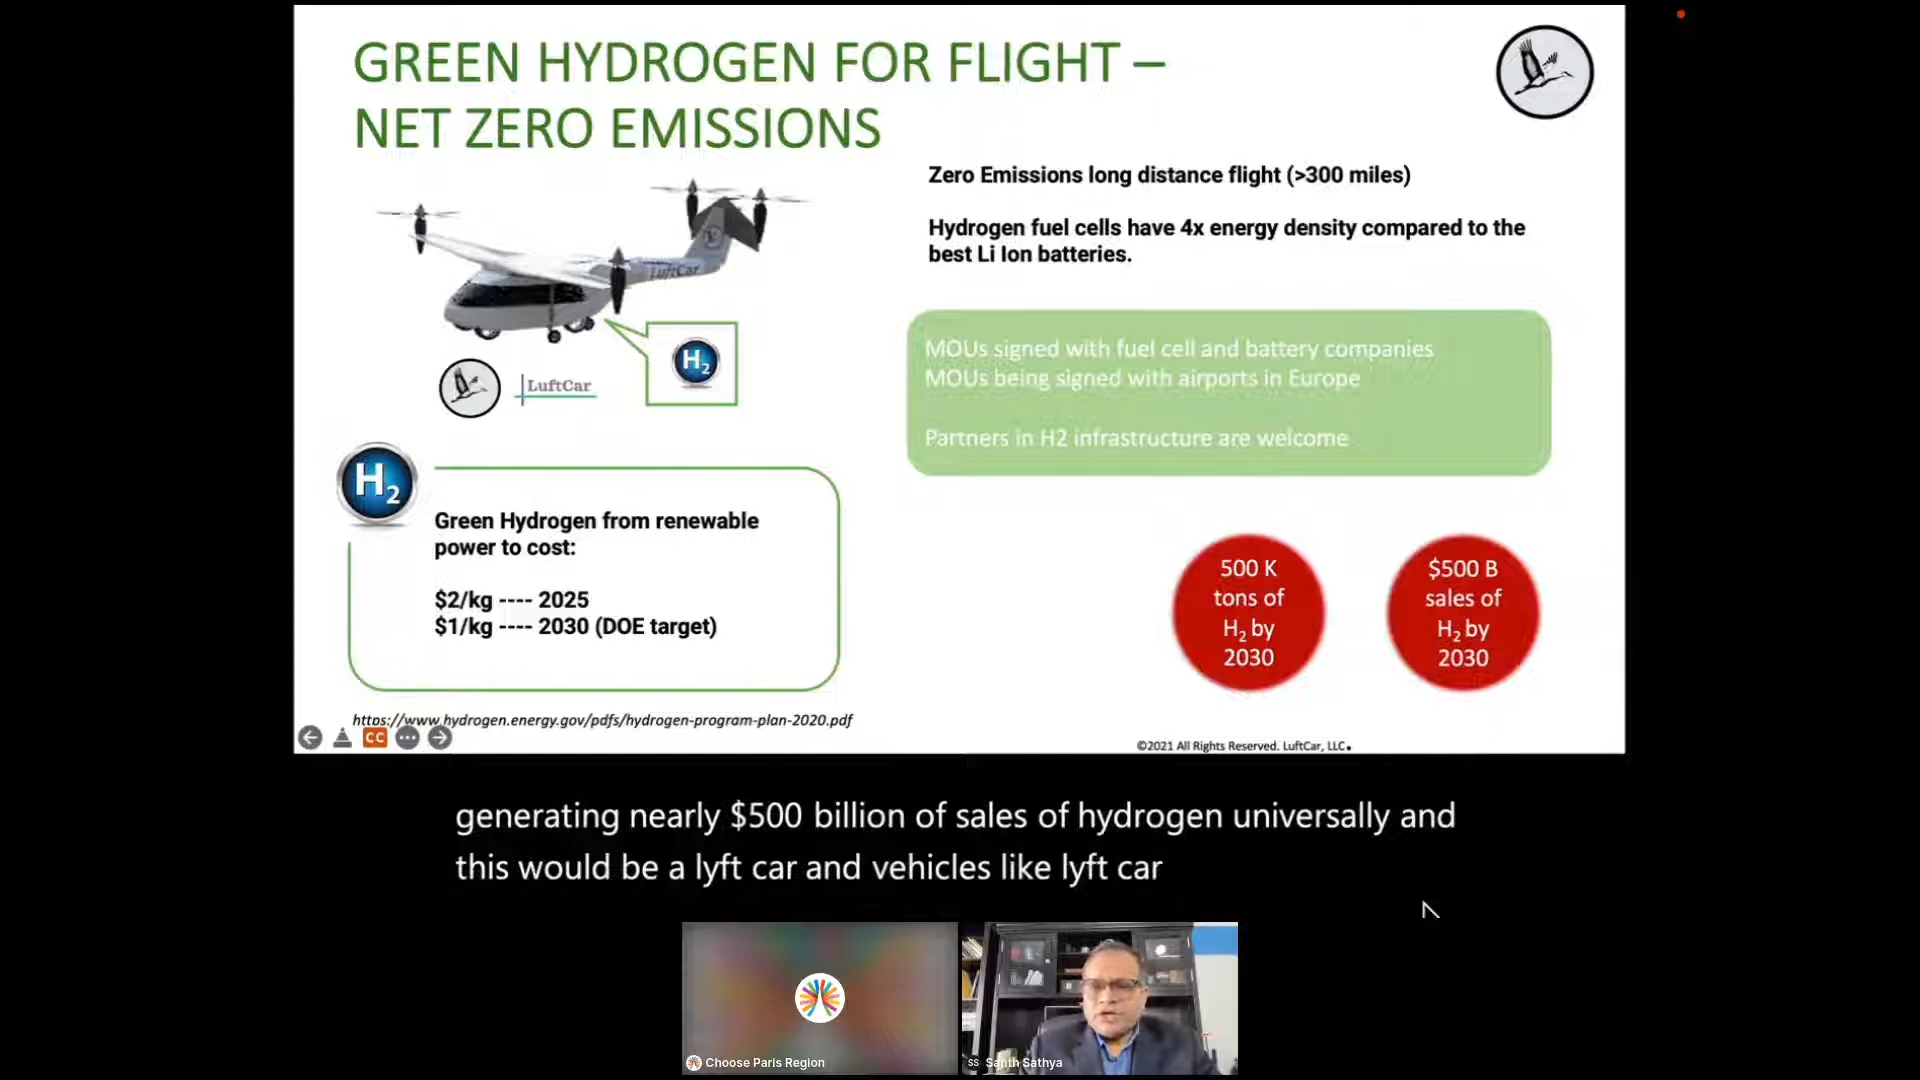 GREEN HYDROGEN FOR FLIGHT –
NET ZERO EMISSIONS
Zero Emissions long distance flight (>300 miles)
Hydrogen fuel cells have 4x energy density compared to the
best Li Ion batteries.
LuftCar
H2
LuftCar
MOUs signed with fuel cell and battery companies
MOUs being signed with airports in Europe
Partners in H2 infrastructure are welcome
H2
Green Hydrogen from renewable
power to cost:
$2/kg ---- 2025
$1/kg ---- 2030 (DOE target)
500 K
tons of
H2 by
2030
$500 B
sales of
H2 by
2030
https://www.hydrogen.energy.gov/pdfs/hydrogen-program-plan-2020.pdf
CC
©2021 All Rights Reserved. LuftCar, LLC.
generating nearly $500 billion of sales of hydrogen universally and
this would be a lyft car and vehicles like lyft car
Choose Paris Region
SS Santh Sathya